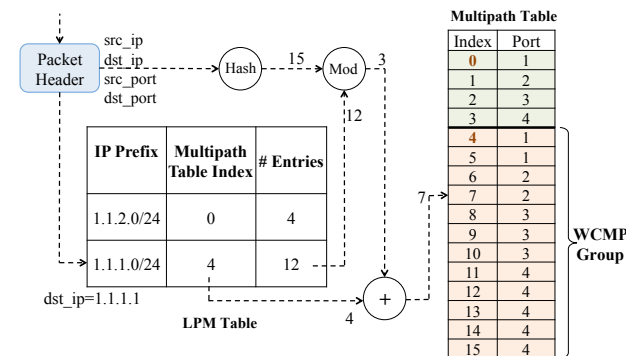 Multipath Table
Index Port
0 1
1 2
2 3
3 4
4 1
5 1
6 2
7 2
8 3
9 3
10 3
11 4
12 4
13 4
14 4
15 4
WCMP
Group
Packet
Header
src_ip
dst_ip
src_port
dst_port
Hash
15
Mod
3
12
IP Prefix Multipath Table Index # Entries
1.1.2.0/24 0 4
1.1.1.0/24 4 12
dst_ip=1.1.1.1
LPM Table
4
+
7